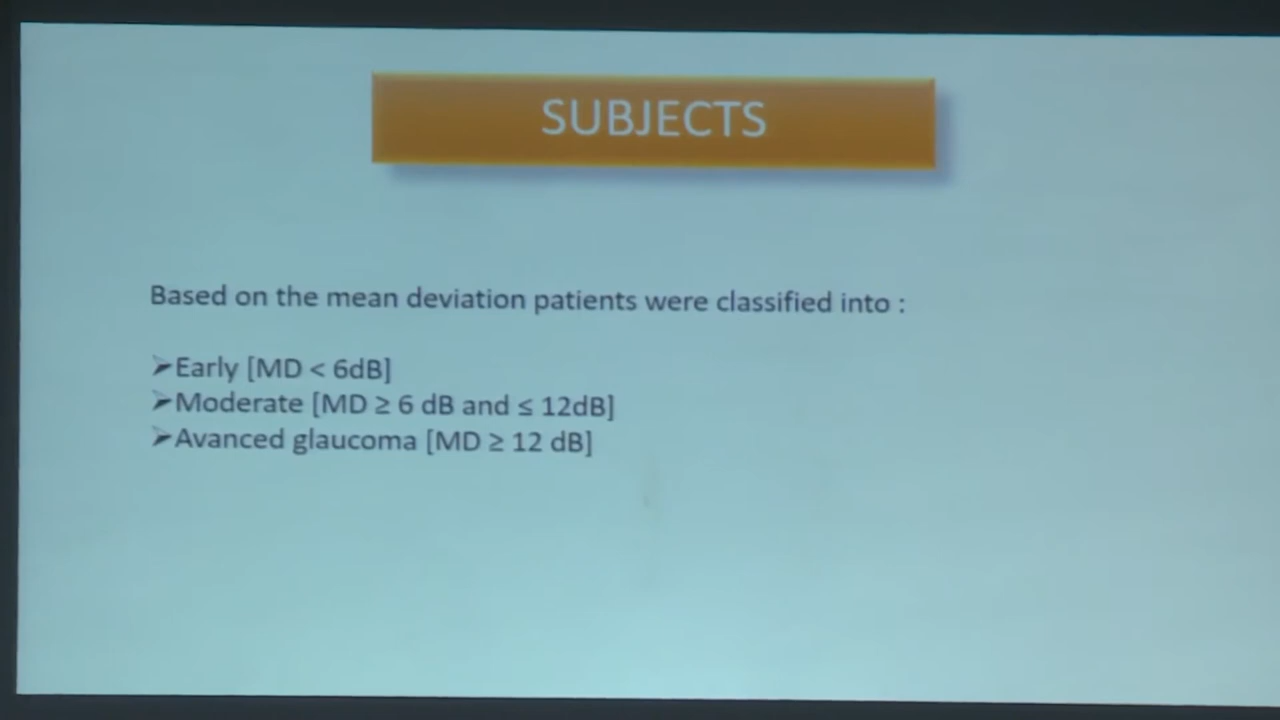 SUBJECTS
Based on the mean deviation patients were classified into :
➢Early [MD < 6dB]
➢Moderate [MD ≥ 6 dB and ≤ 12dB]
➢Avanced glaucoma [MD ≥ 12 dB]